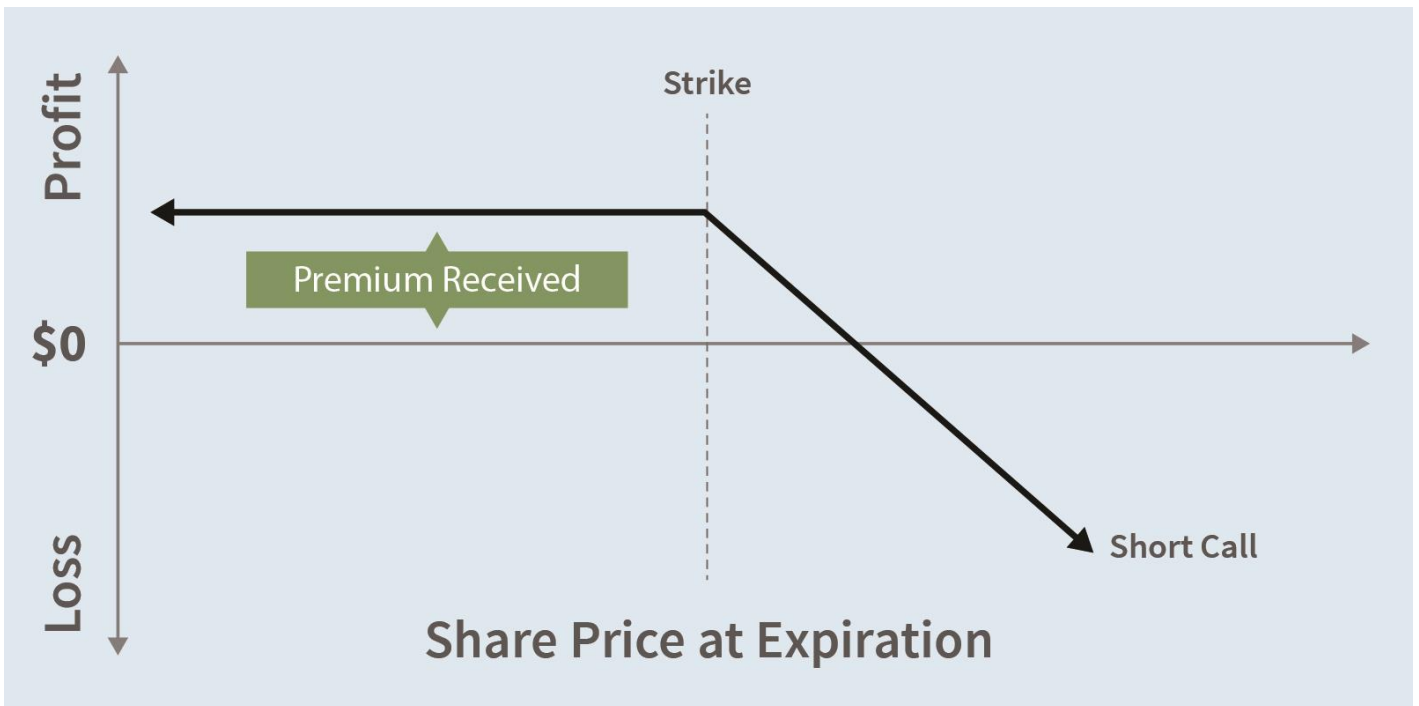 Profit
Strike
Premium Received
$0
Short Call
Loss
Share Price at Expiration